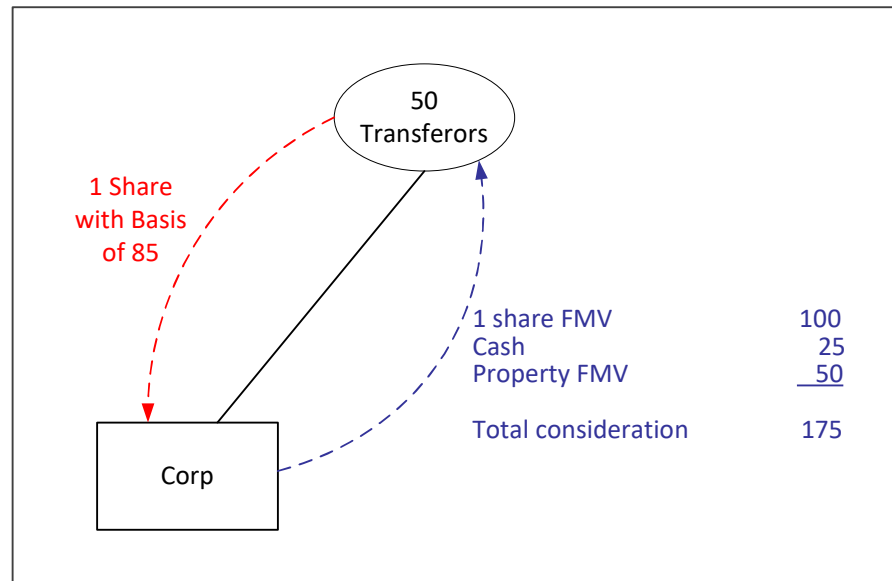 50
Transferors
1 Share
with Basis
of 85
1 share FMV 100
Cash 25
Property FMV 50
Total consideration 175
Corp